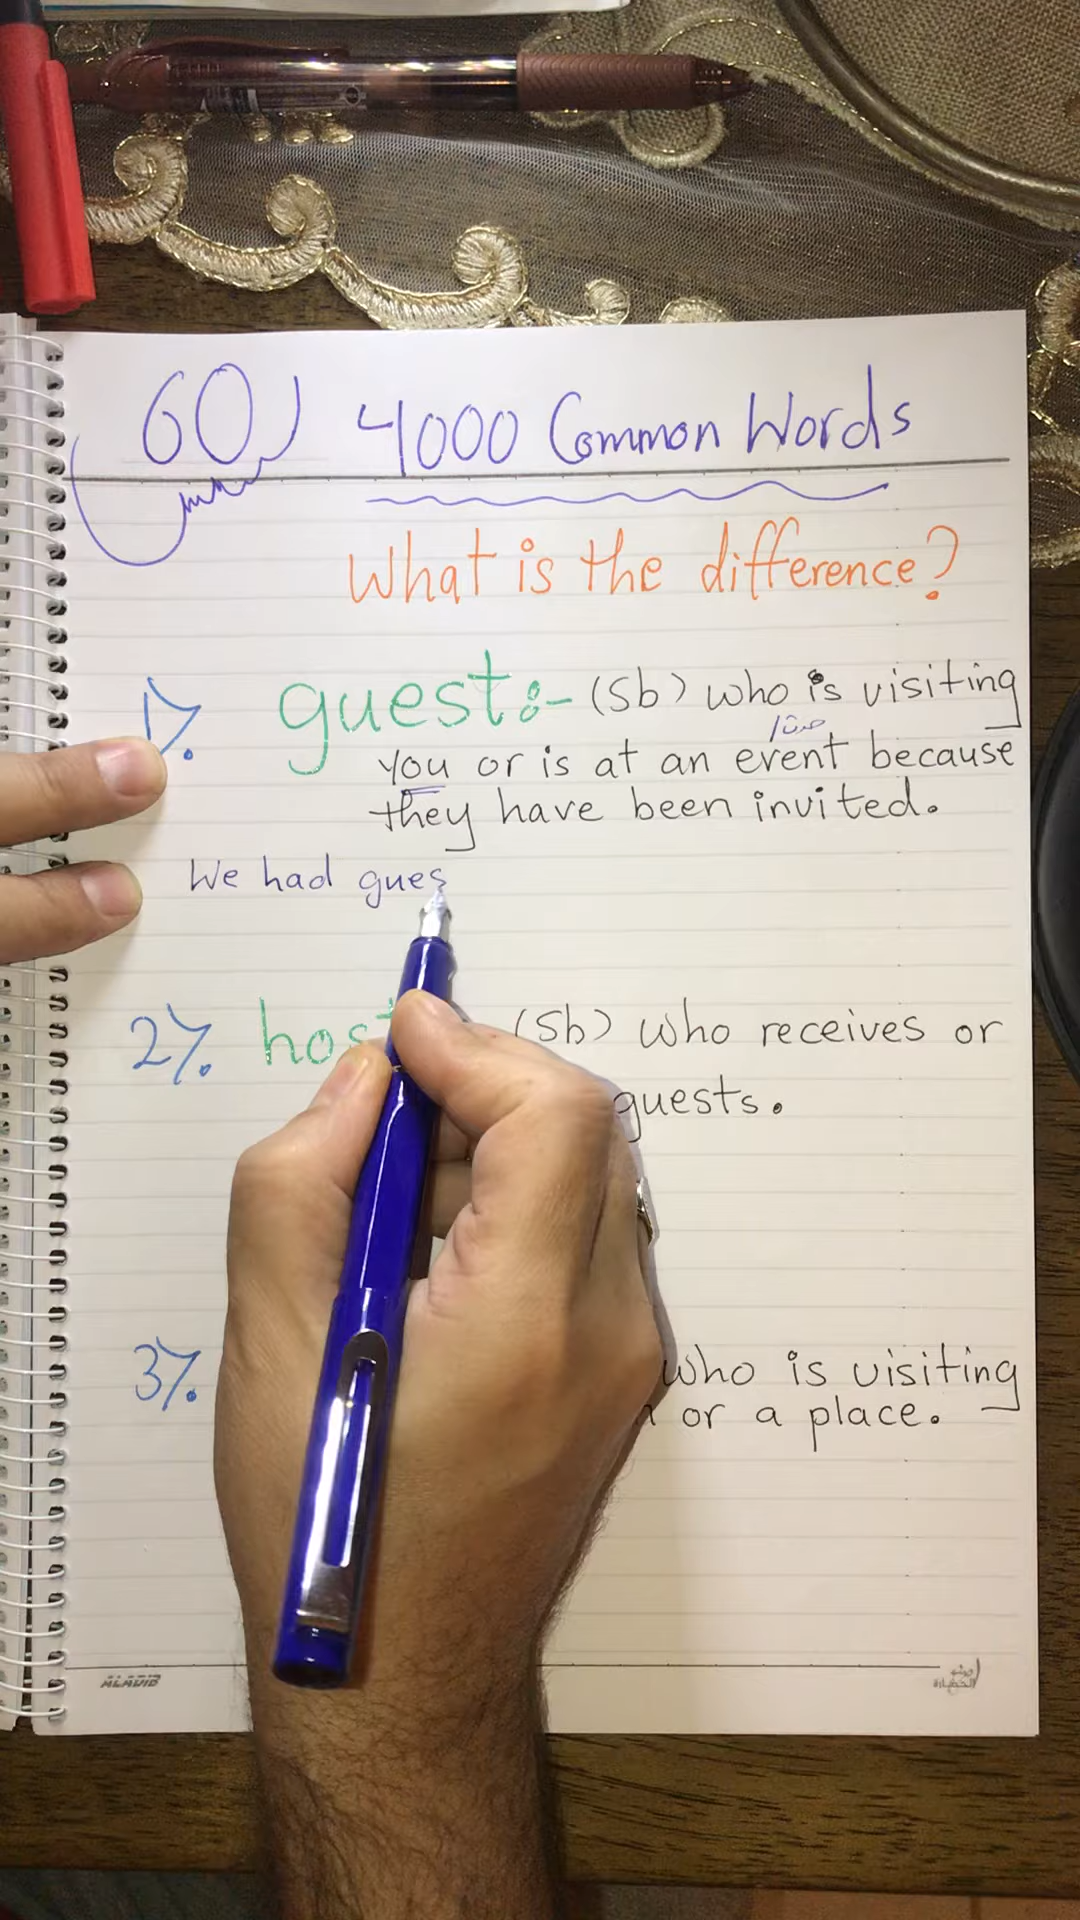 60) 4000 Common Words
What is the difference?
1/. guest:- (Sb) who is visiting
حدث/
you or is at an event because
they have been invited.
We had gues
2/. host (Sb) who receives or
guests.
3/. who is visiting
or a place.
ALADIB